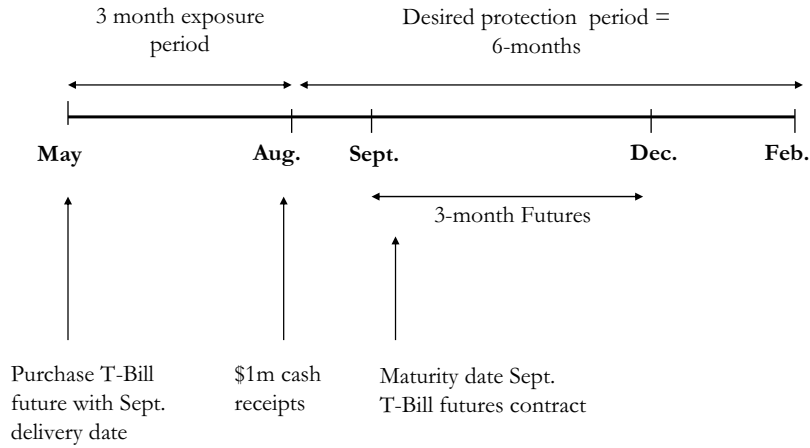 3 month exposure
period
Desired protection period =
6-months
May
Aug.
Sept.
Dec.
Feb.
3-month Futures
Purchase T-Bill
future with Sept.
delivery date
$1m cash
receipts
Maturity date Sept.
T-Bill futures contract